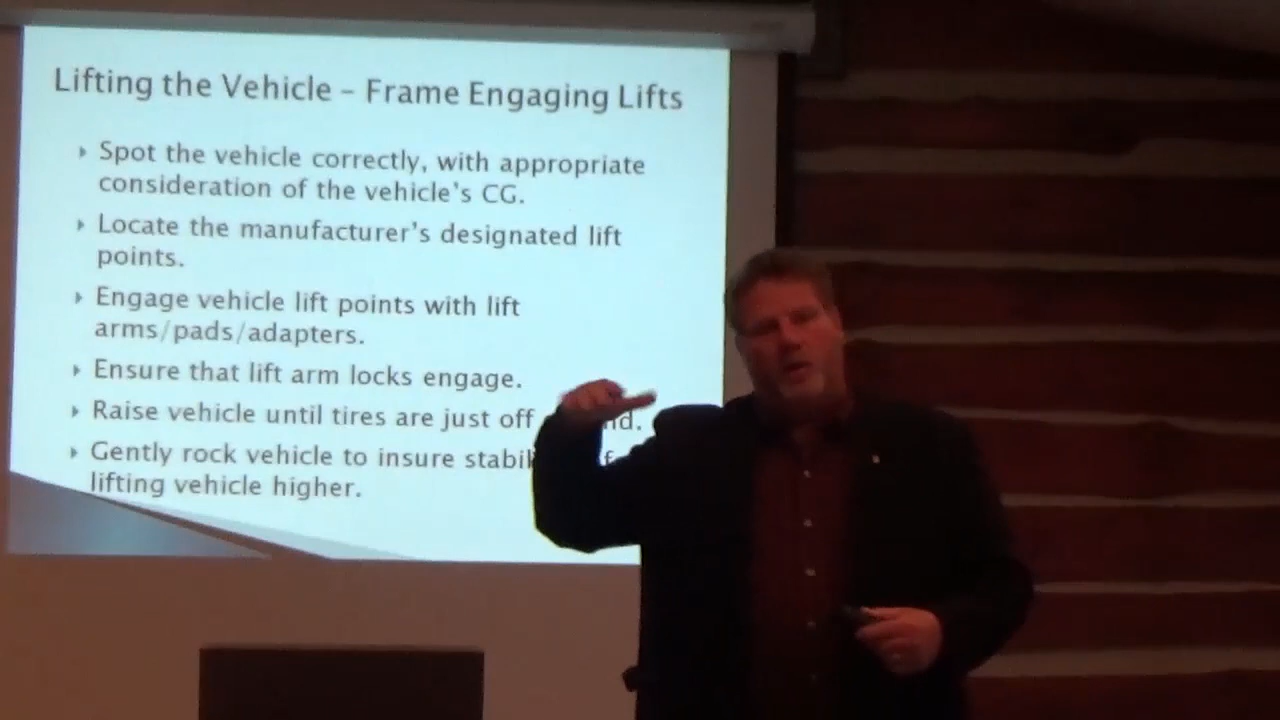 Lifting the Vehicle – Frame Engaging Lifts
Spot the vehicle correctly, with appropriate
consideration of the vehicle's CG.
Locate the manufacturer's designated lift
points.
Engage vehicle lift points with lift
arms/pads/adapters.
Ensure that lift arm locks engage.
Raise vehicle until tires are just off
Gently rock vehicle to insure
lifting vehicle higher.